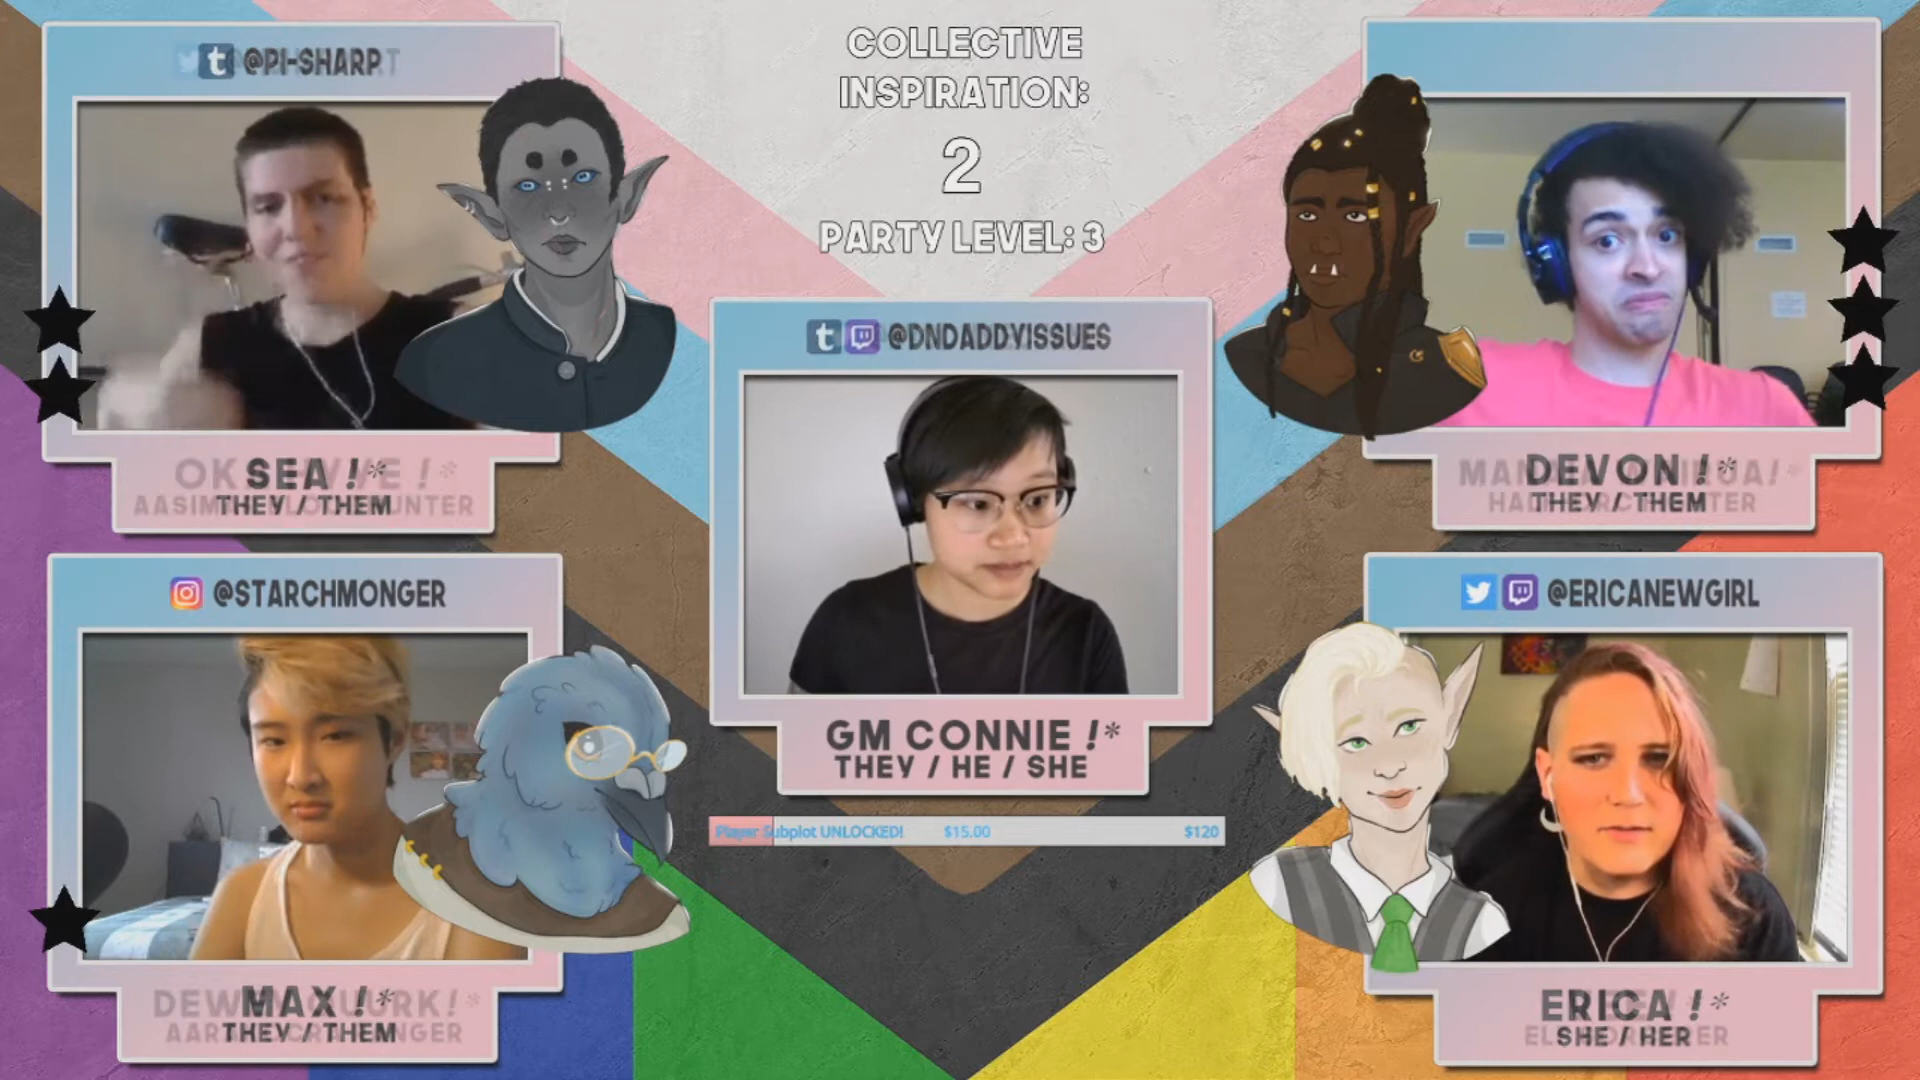 @PI-SHARP
COLLECTIVE
INSPIRATION:
2
PARTY LEVEL: 3
@DNDADDYISSUES
SEA !*
THEY / THEM
DEVON !*
THEY / THEM
@STARCHMONGER
@ERICANEWGIRL
GM CONNIE !*
THEY / HE / SHE
Player Subplot UNLOCKED! $15.00 $120
MAX !*
THEY / THEM
ERICA !*
SHE / HER